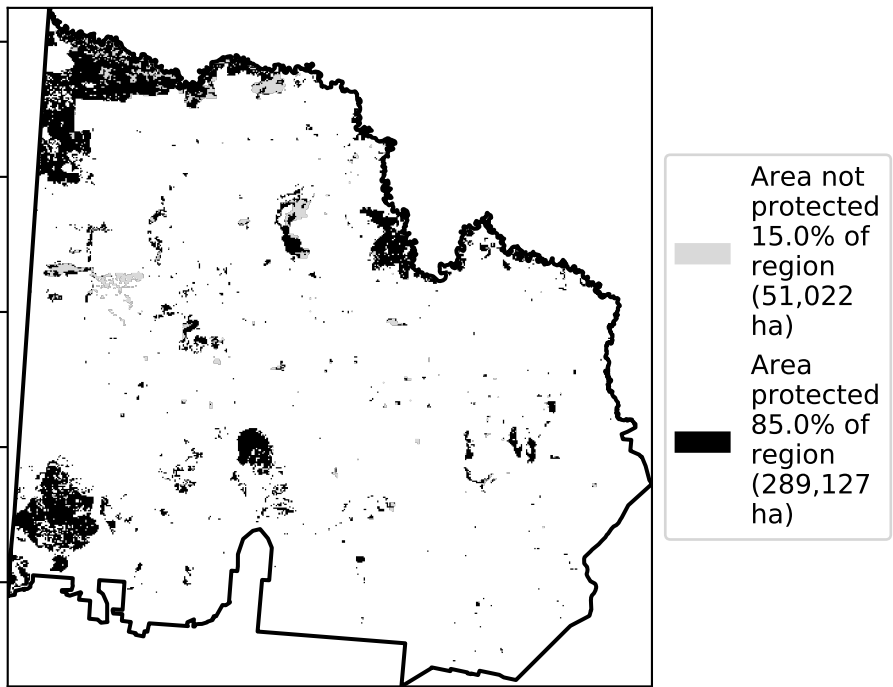 Area not
protected
15.0% of
region
(51,022
ha)
Area
protected
85.0% of
region
(289,127
ha)